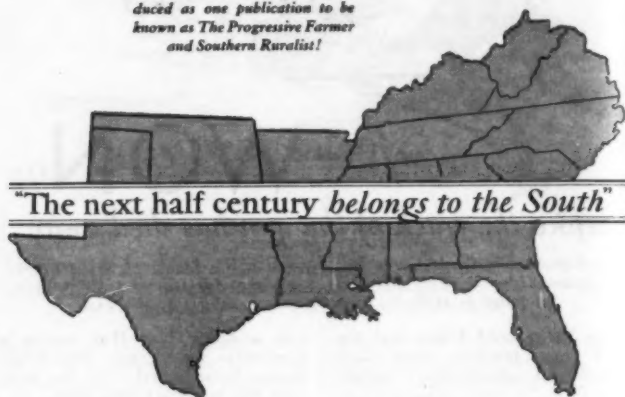 duced as one publication to be
known as The Progressive Farmer
and Southern Ruralist!
"The next half century belongs to the South"